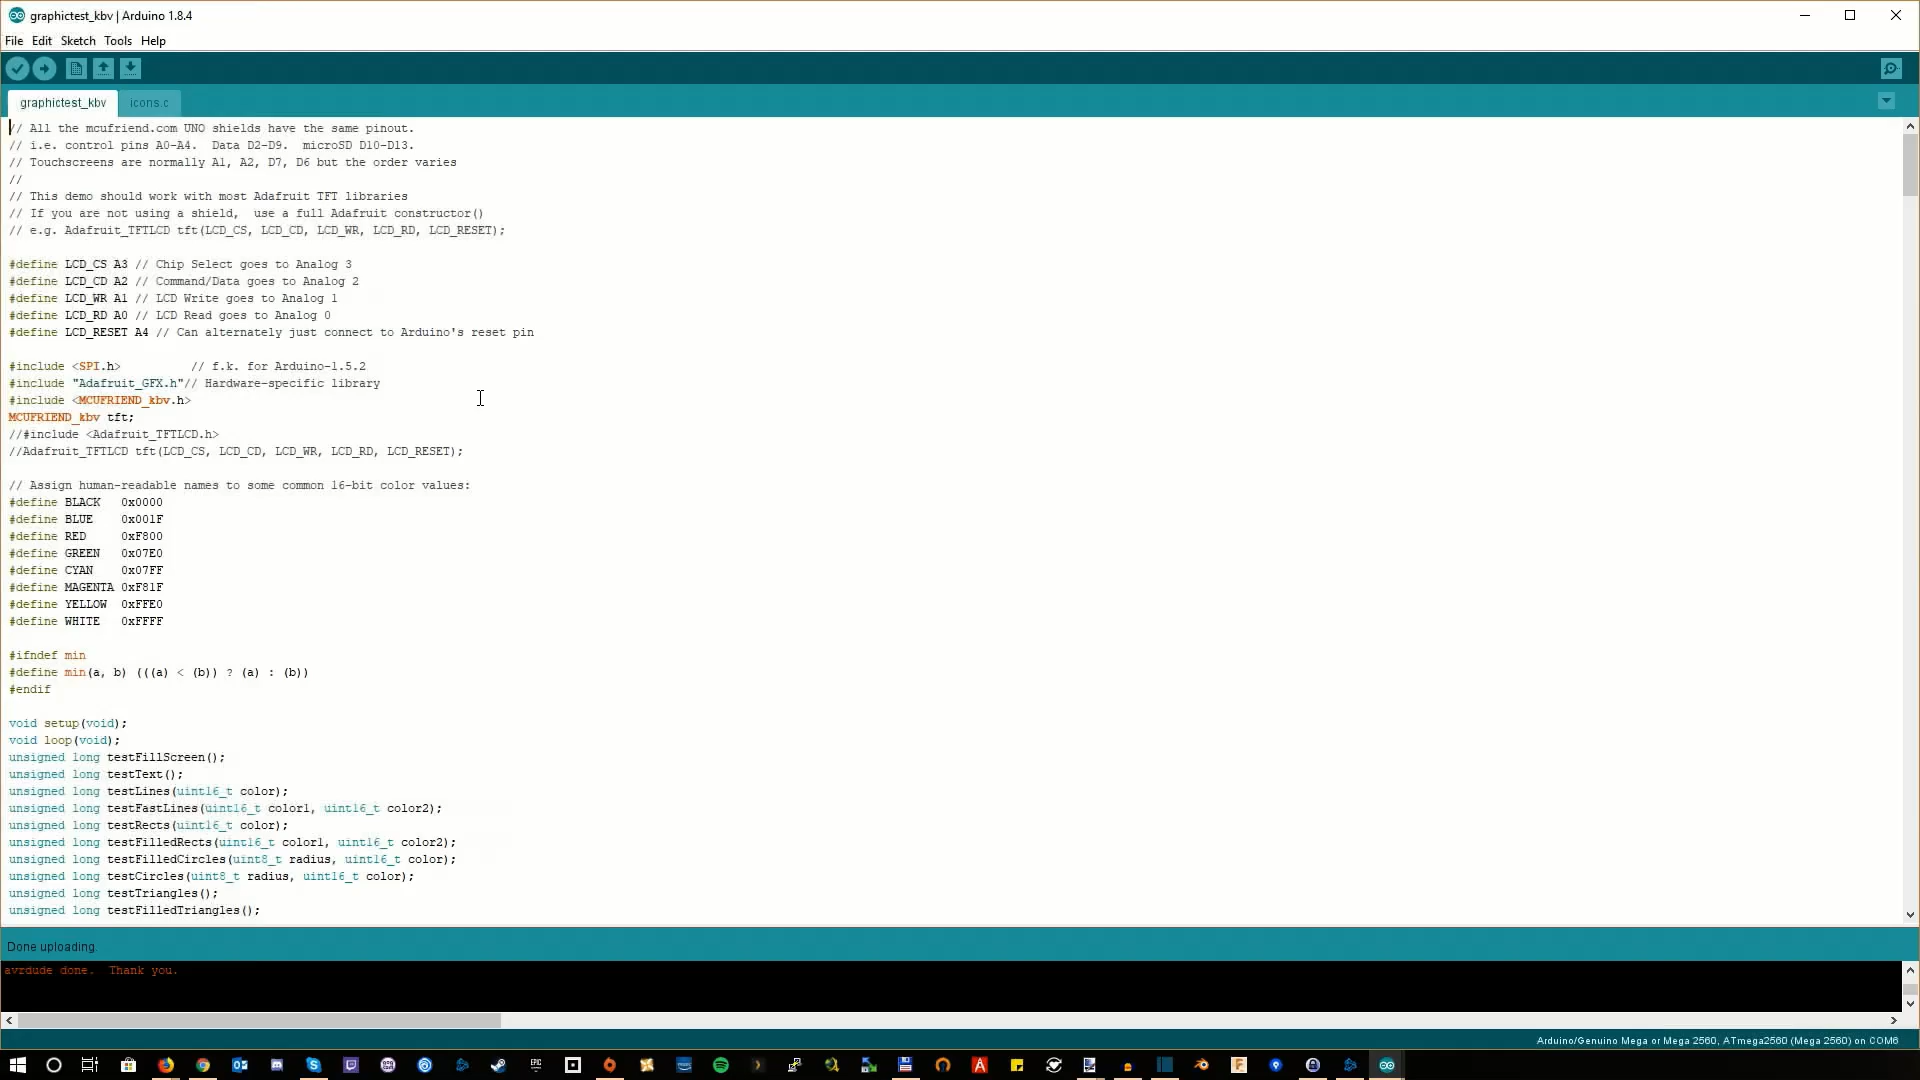 graphictest_kbv | Arduino 1.8.4
File Edit Sketch Tools Help
graphictest_kbv icons.c
// All the mcufriend.com UNO shields have the same pinout.
// i.e. control pins A0-A4.  Data D2-D9.  microSD D10-D13.
// Touchscreens are normally A1, A2, D7, D6 but the order varies
//
// This demo should work with most Adafruit TFT libraries
// If you are not using a shield,  use a full Adafruit constructor()
// e.g. Adafruit_TFTLCD tft(LCD_CS, LCD_CD, LCD_WR, LCD_RD, LCD_RESET);
#define LCD_CS A3 // Chip Select goes to Analog 3
#define LCD_CD A2 // Command/Data goes to Analog 2
#define LCD_WR A1 // LCD Write goes to Analog 1
#define LCD_RD A0 // LCD Read goes to Analog 0
#define LCD_RESET A4 // Can alternately just connect to Arduino's reset pin
#include <SPI.h>          // f.k. for Arduino-1.5.2
#include "Adafruit_GFX.h"// Hardware-specific library
#include <MCUFRIEND_kbv.h>
MCUFRIEND_kbv tft;
//#include <Adafruit_TFTLCD.h>
//Adafruit_TFTLCD tft(LCD_CS, LCD_CD, LCD_WR, LCD_RD, LCD_RESET);
// Assign human-readable names to some common 16-bit color values:
#define BLACK   0x0000
#define BLUE    0x001F
#define RED     0xF800
#define GREEN   0x07E0
#define CYAN    0x07FF
#define MAGENTA 0xF81F
#define YELLOW  0xFFE0
#define WHITE   0xFFFF
#ifndef min
#define min(a, b) (((a) < (b)) ? (a) : (b))
#endif
void setup(void);
void loop(void);
unsigned long testFillScreen();
unsigned long testText();
unsigned long testLines(uint16_t color);
unsigned long testFastLines(uint16_t color1, uint16_t color2);
unsigned long testRects(uint16_t color);
unsigned long testFilledRects(uint16_t color1, uint16_t color2);
unsigned long testFilledCircles(uint8_t radius, uint16_t color);
unsigned long testCircles(uint8_t radius, uint16_t color);
unsigned long testTriangles();
unsigned long testFilledTriangles();
Done uploading.
avrdude done.  Thank you.
Arduino/Genuino Mega or Mega 2560, ATmega2560 (Mega 2560) on COM6